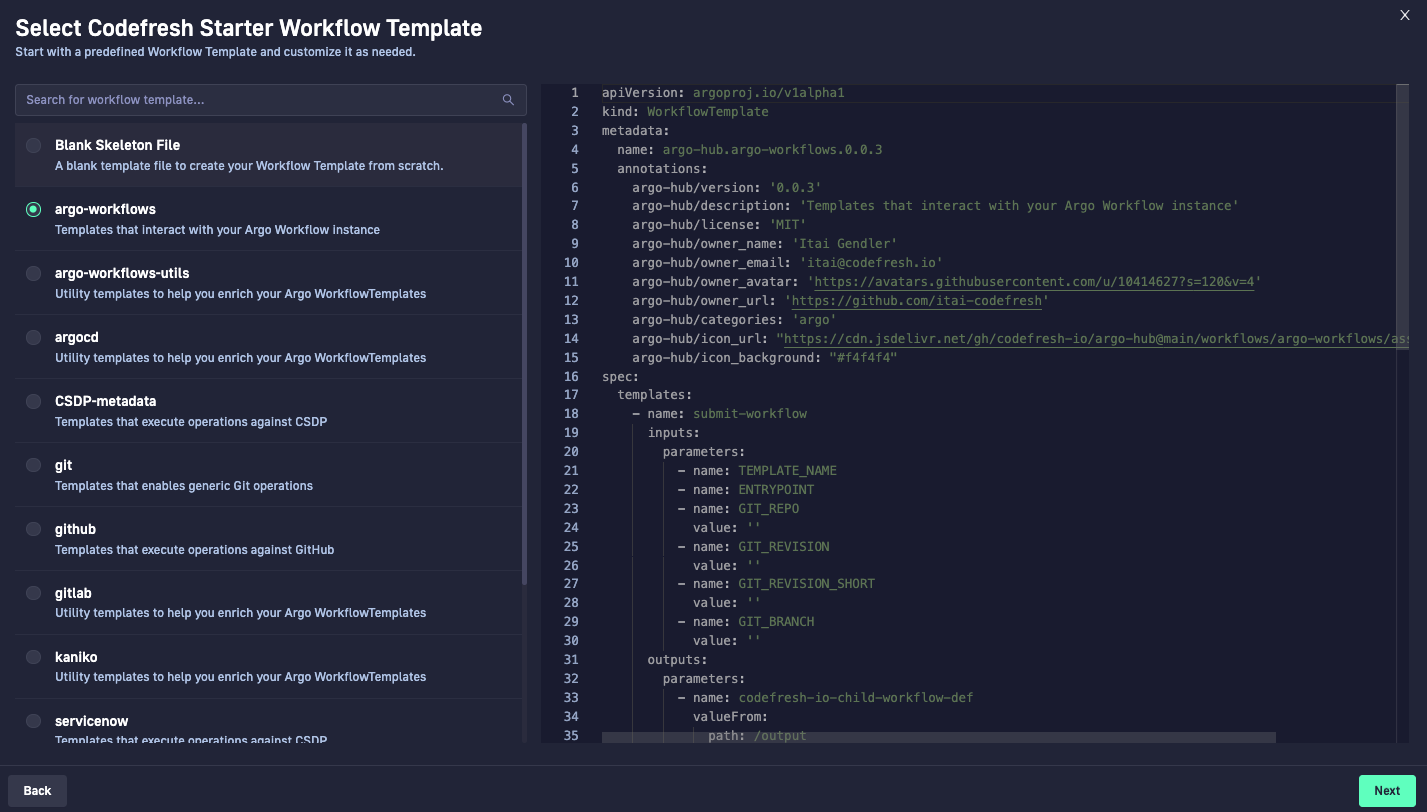 Select Codefresh Starter Workflow Template
X
Start with a predefined Workflow Template and customize it as needed.
Search for workflow template...
Blank Skeleton File
A blank template file to create your Workflow Template from scratch.
argo-workflows
Templates that interact with your Argo Workflow instance
argo-workflows-utils
Utility templates to help you enrich your Argo WorkflowTemplates
argocd
Utility templates to help you enrich your Argo WorkflowTemplates
CSDP-metadata
Templates that execute operations against CSDP
git
Templates that enables generic Git operations
github
Templates that execute operations against GitHub
gitlab
Utility templates to help you enrich your Argo WorkflowTemplates
kaniko
Utility templates to help you enrich your Argo WorkflowTemplates
servicenow
Templates that execute operations against CSDP
1 apiVersion: argoproj.io/v1alpha1
2 kind: WorkflowTemplate
3 metadata:
4 name: argo-hub.argo-workflows.0.0.3
5 annotations:
6 argo-hub/version: '0.0.3'
7 argo-hub/description: 'Templates that interact with your Argo Workflow instance'
8 argo-hub/license: 'MIT'
9 argo-hub/owner_name: 'Itai Gendler'
10 argo-hub/owner_email: 'itai@codefresh.io'
11 argo-hub/owner_avatar: 'https://avatars.githubusercontent.com/u/10414627?s=120&v=4'
12 argo-hub/owner_url: 'https://github.com/itai-codefresh'
13 argo-hub/categories: 'argo'
14 argo-hub/icon_url: "https://cdn.jsdelivr.net/gh/codefresh-io/argo-hub@main/workflows/argo-workflows/ass
15 argo-hub/icon_background: "#f4f4f4"
16 spec:
17 templates:
18 - name: submit-workflow
19 inputs:
20 parameters:
21 - name: TEMPLATE_NAME
22 - name: ENTRYPOINT
23 - name: GIT_REPO
24 value: ''
25 - name: GIT_REVISION
26 value: ''
27 - name: GIT_REVISION_SHORT
28 value: ''
29 - name: GIT_BRANCH
30 value: ''
31 outputs:
32 parameters:
33 - name: codefresh-io-child-workflow-def
34 valueFrom:
35 path: /output
Back
Next